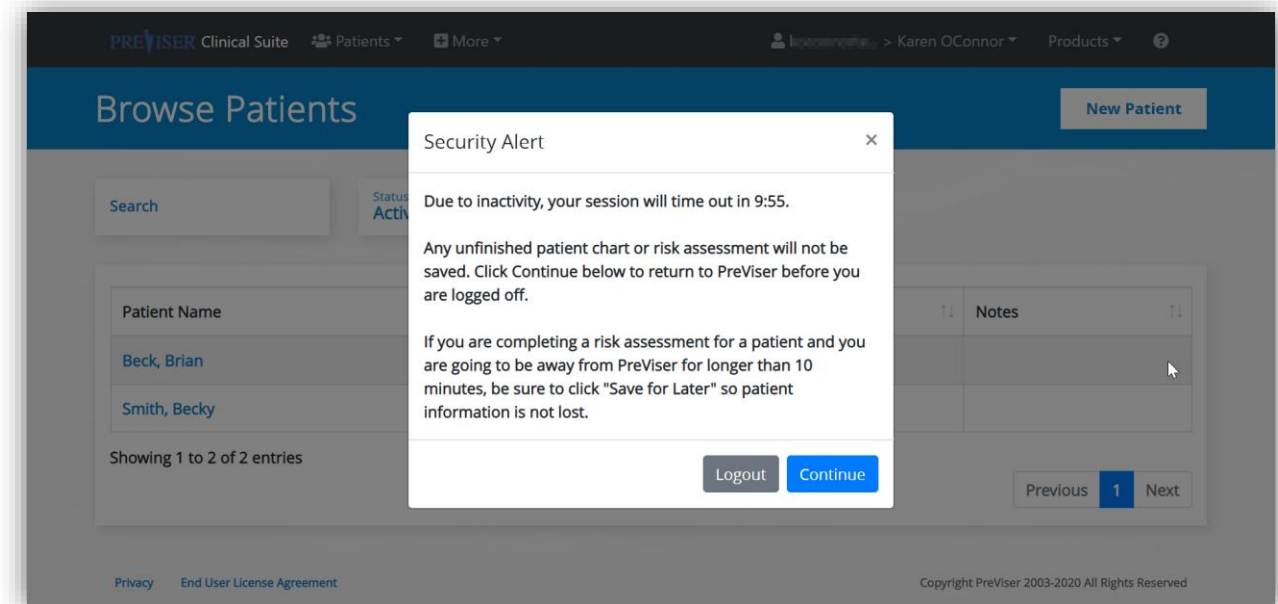 PREVISER Clinical Suite Patients More > Karen OConnor Products ?
Browse Patients
New Patient
Security Alert ×
Search
Status
Due to inactivity, your session will time out in 9:55.
Any unfinished patient chart or risk assessment will not be
saved. Click Continue below to return to PreViser before you
are logged off.
If you are completing a risk assessment for a patient and you
are going to be away from PreViser for longer than 10
minutes, be sure to click "Save for Later" so patient
information is not lost.
Logout Continue
Patient Name
Notes
Beck, Brian
Smith, Becky
Showing 1 to 2 of 2 entries
Previous 1 Next
Privacy End User License Agreement
Copyright PreViser 2003-2020 All Rights Reserved